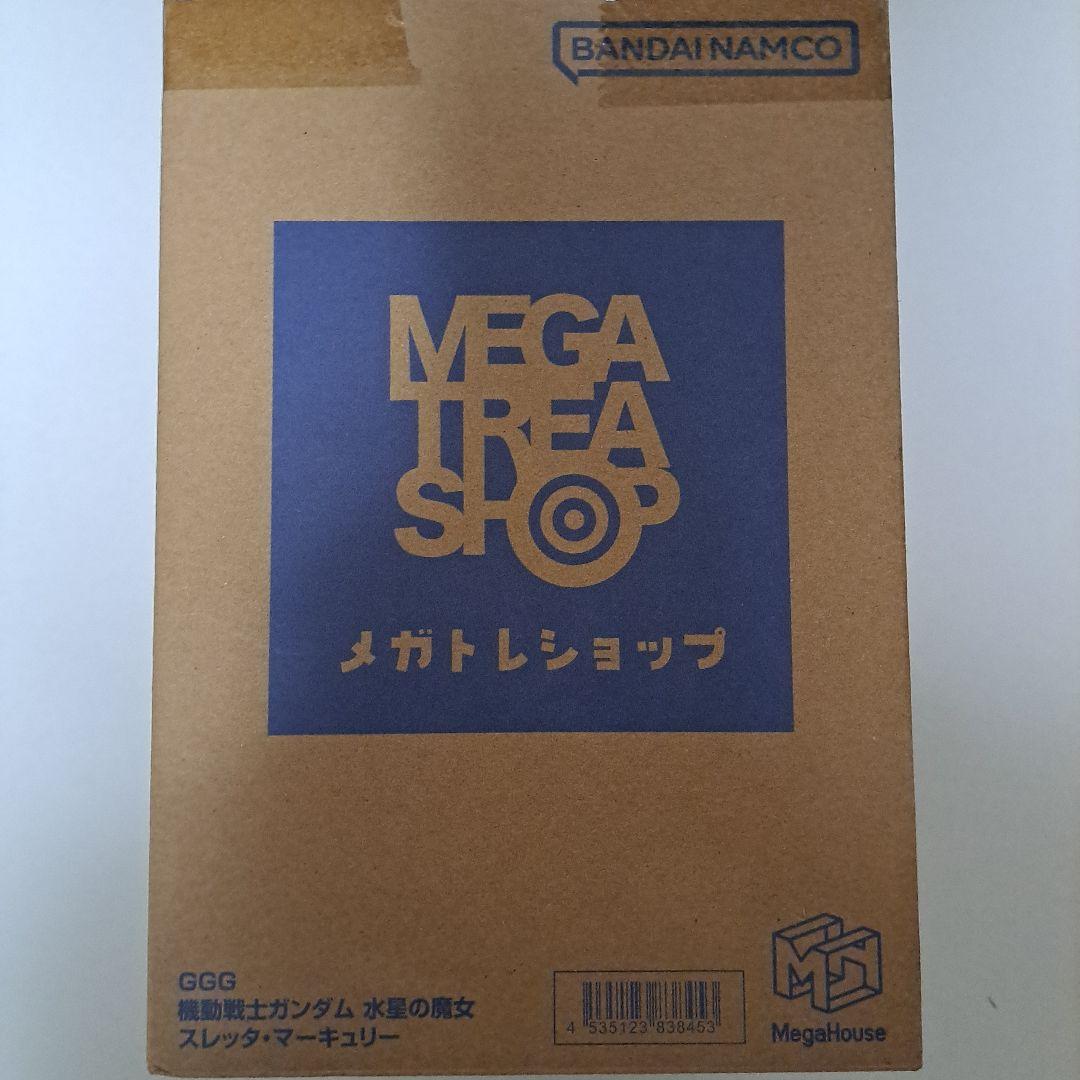 BANDAI NAMCO
MEGA
TREA
SHOP
メガトレショップ
GGG
機動戦士ガンダム 水星の魔女
スレッタ・マーキュリー
4 535123 838453
MegaHouse